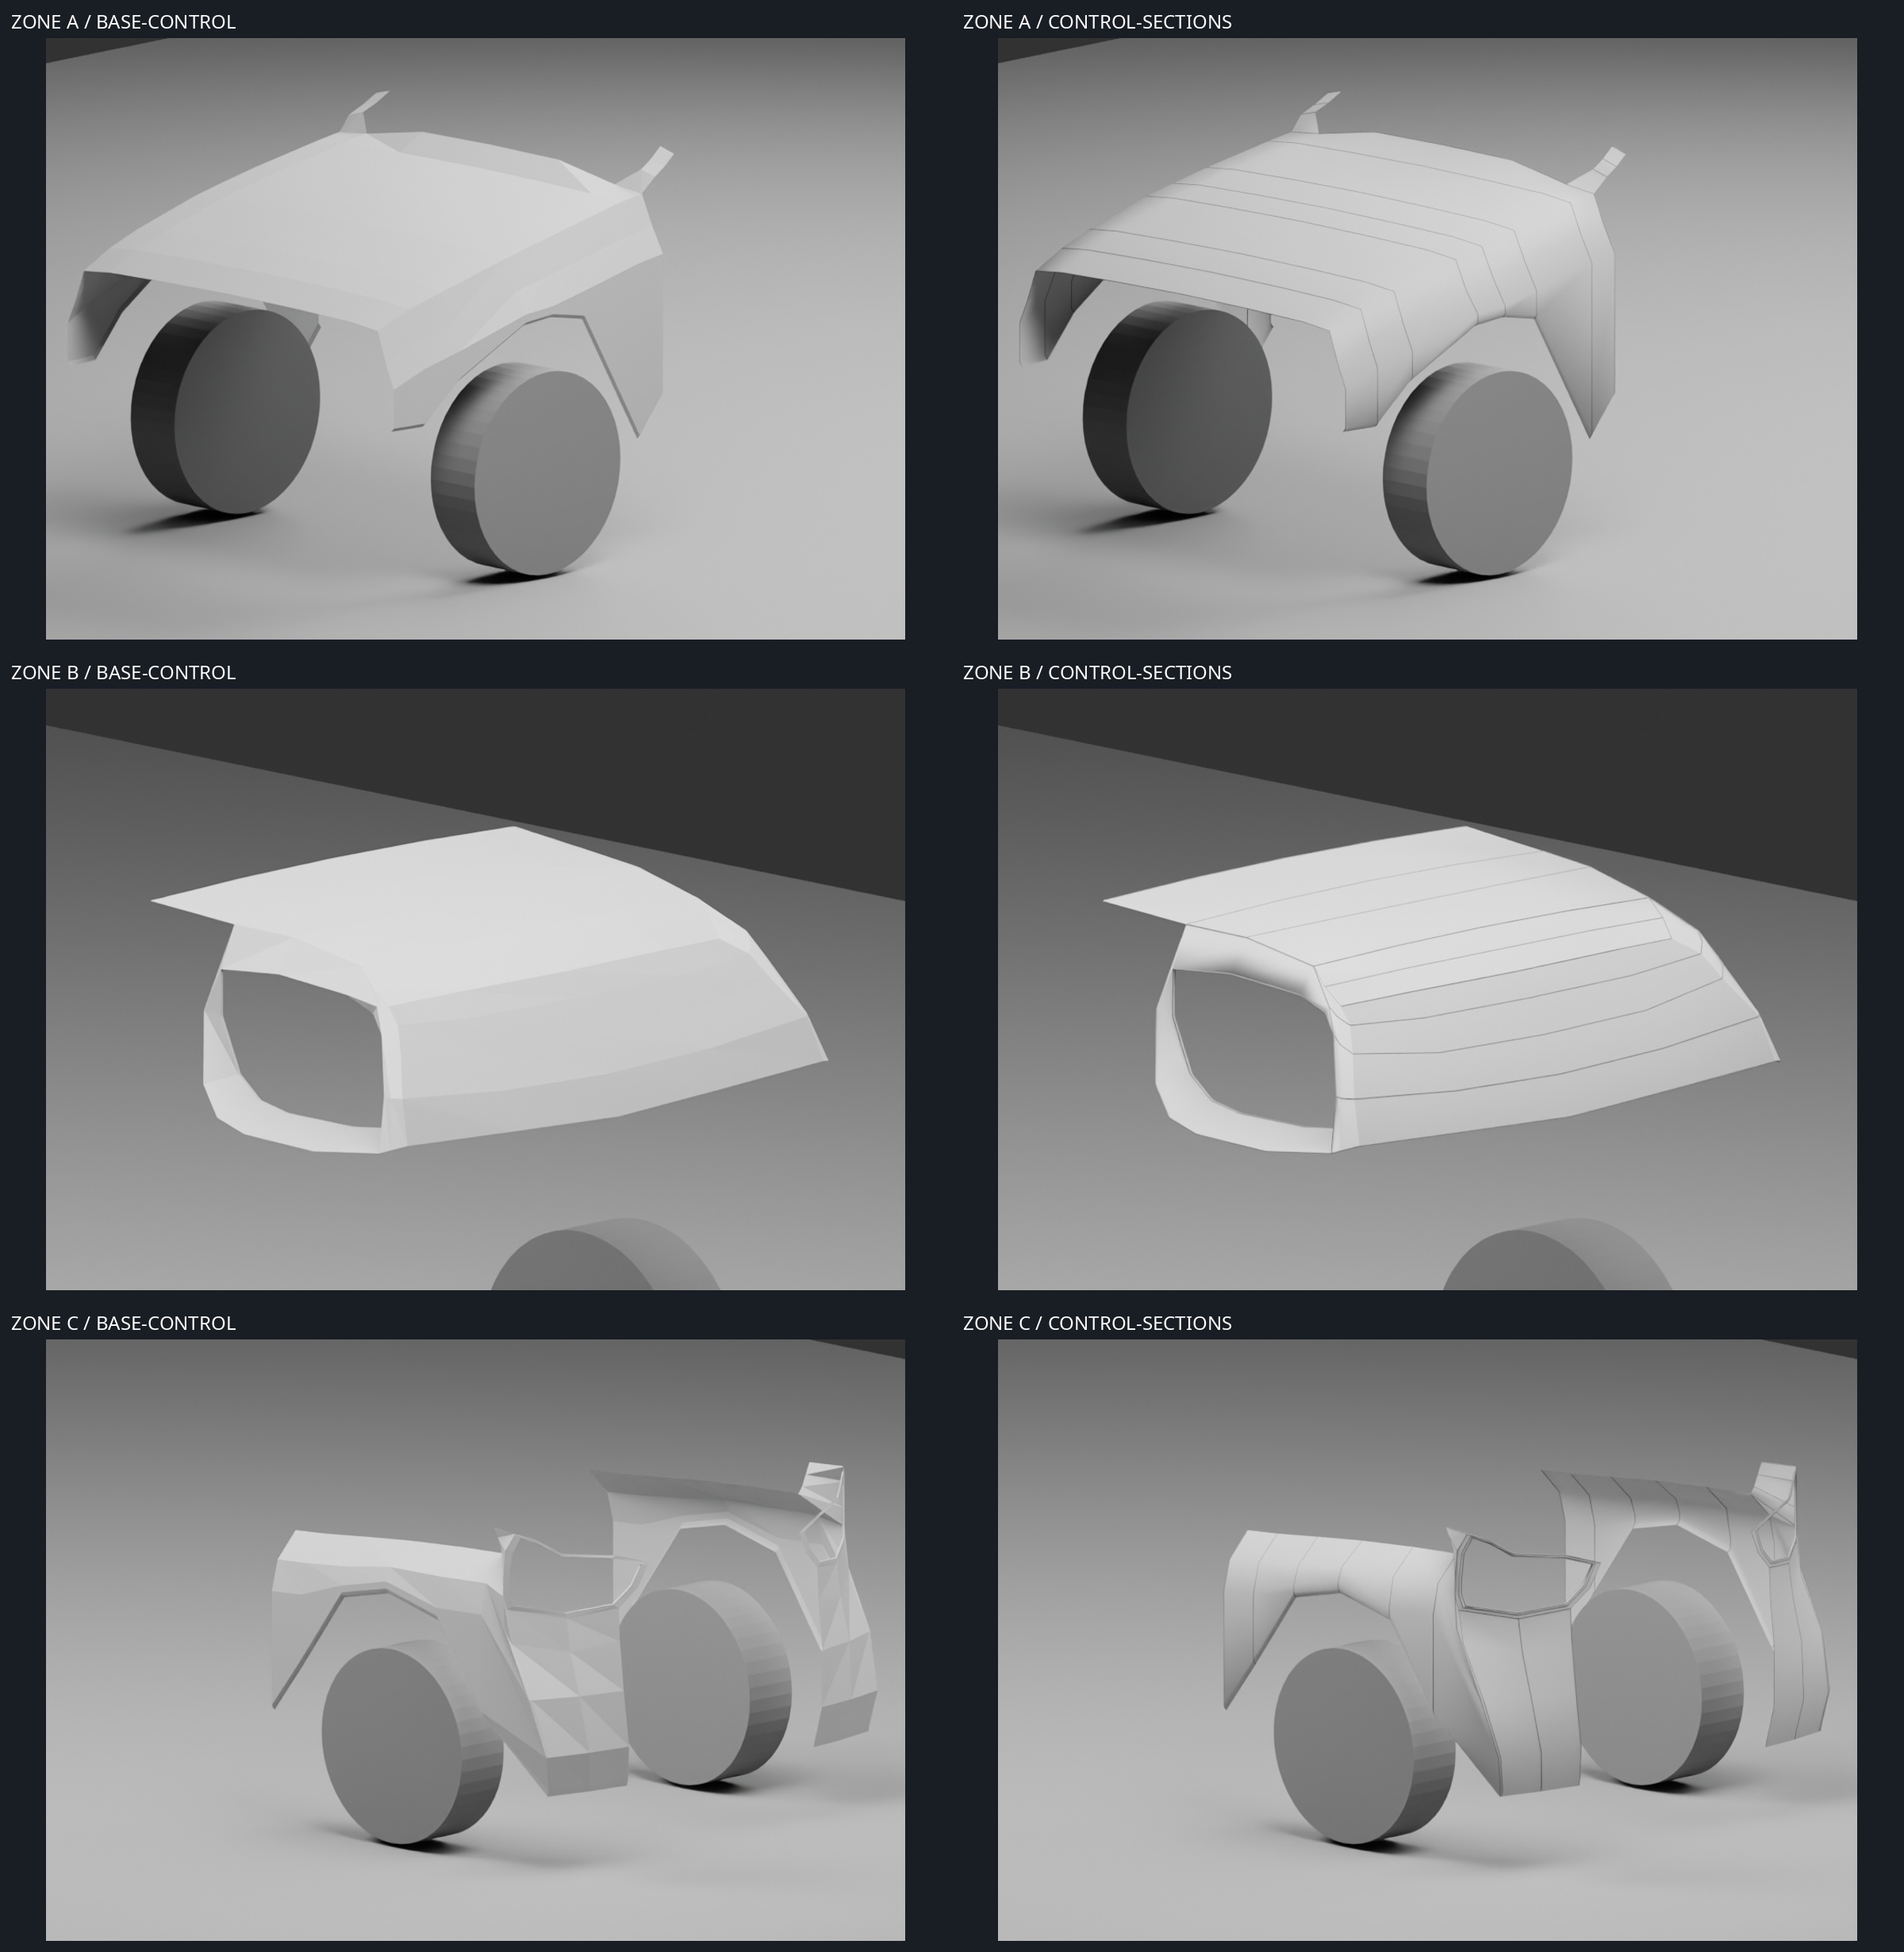 ZONE A / BASE-CONTROL
ZONE A / CONTROL-SECTIONS
ZONE B / BASE-CONTROL
ZONE B / CONTROL-SECTIONS
ZONE C / BASE-CONTROL
ZONE C / CONTROL-SECTIONS